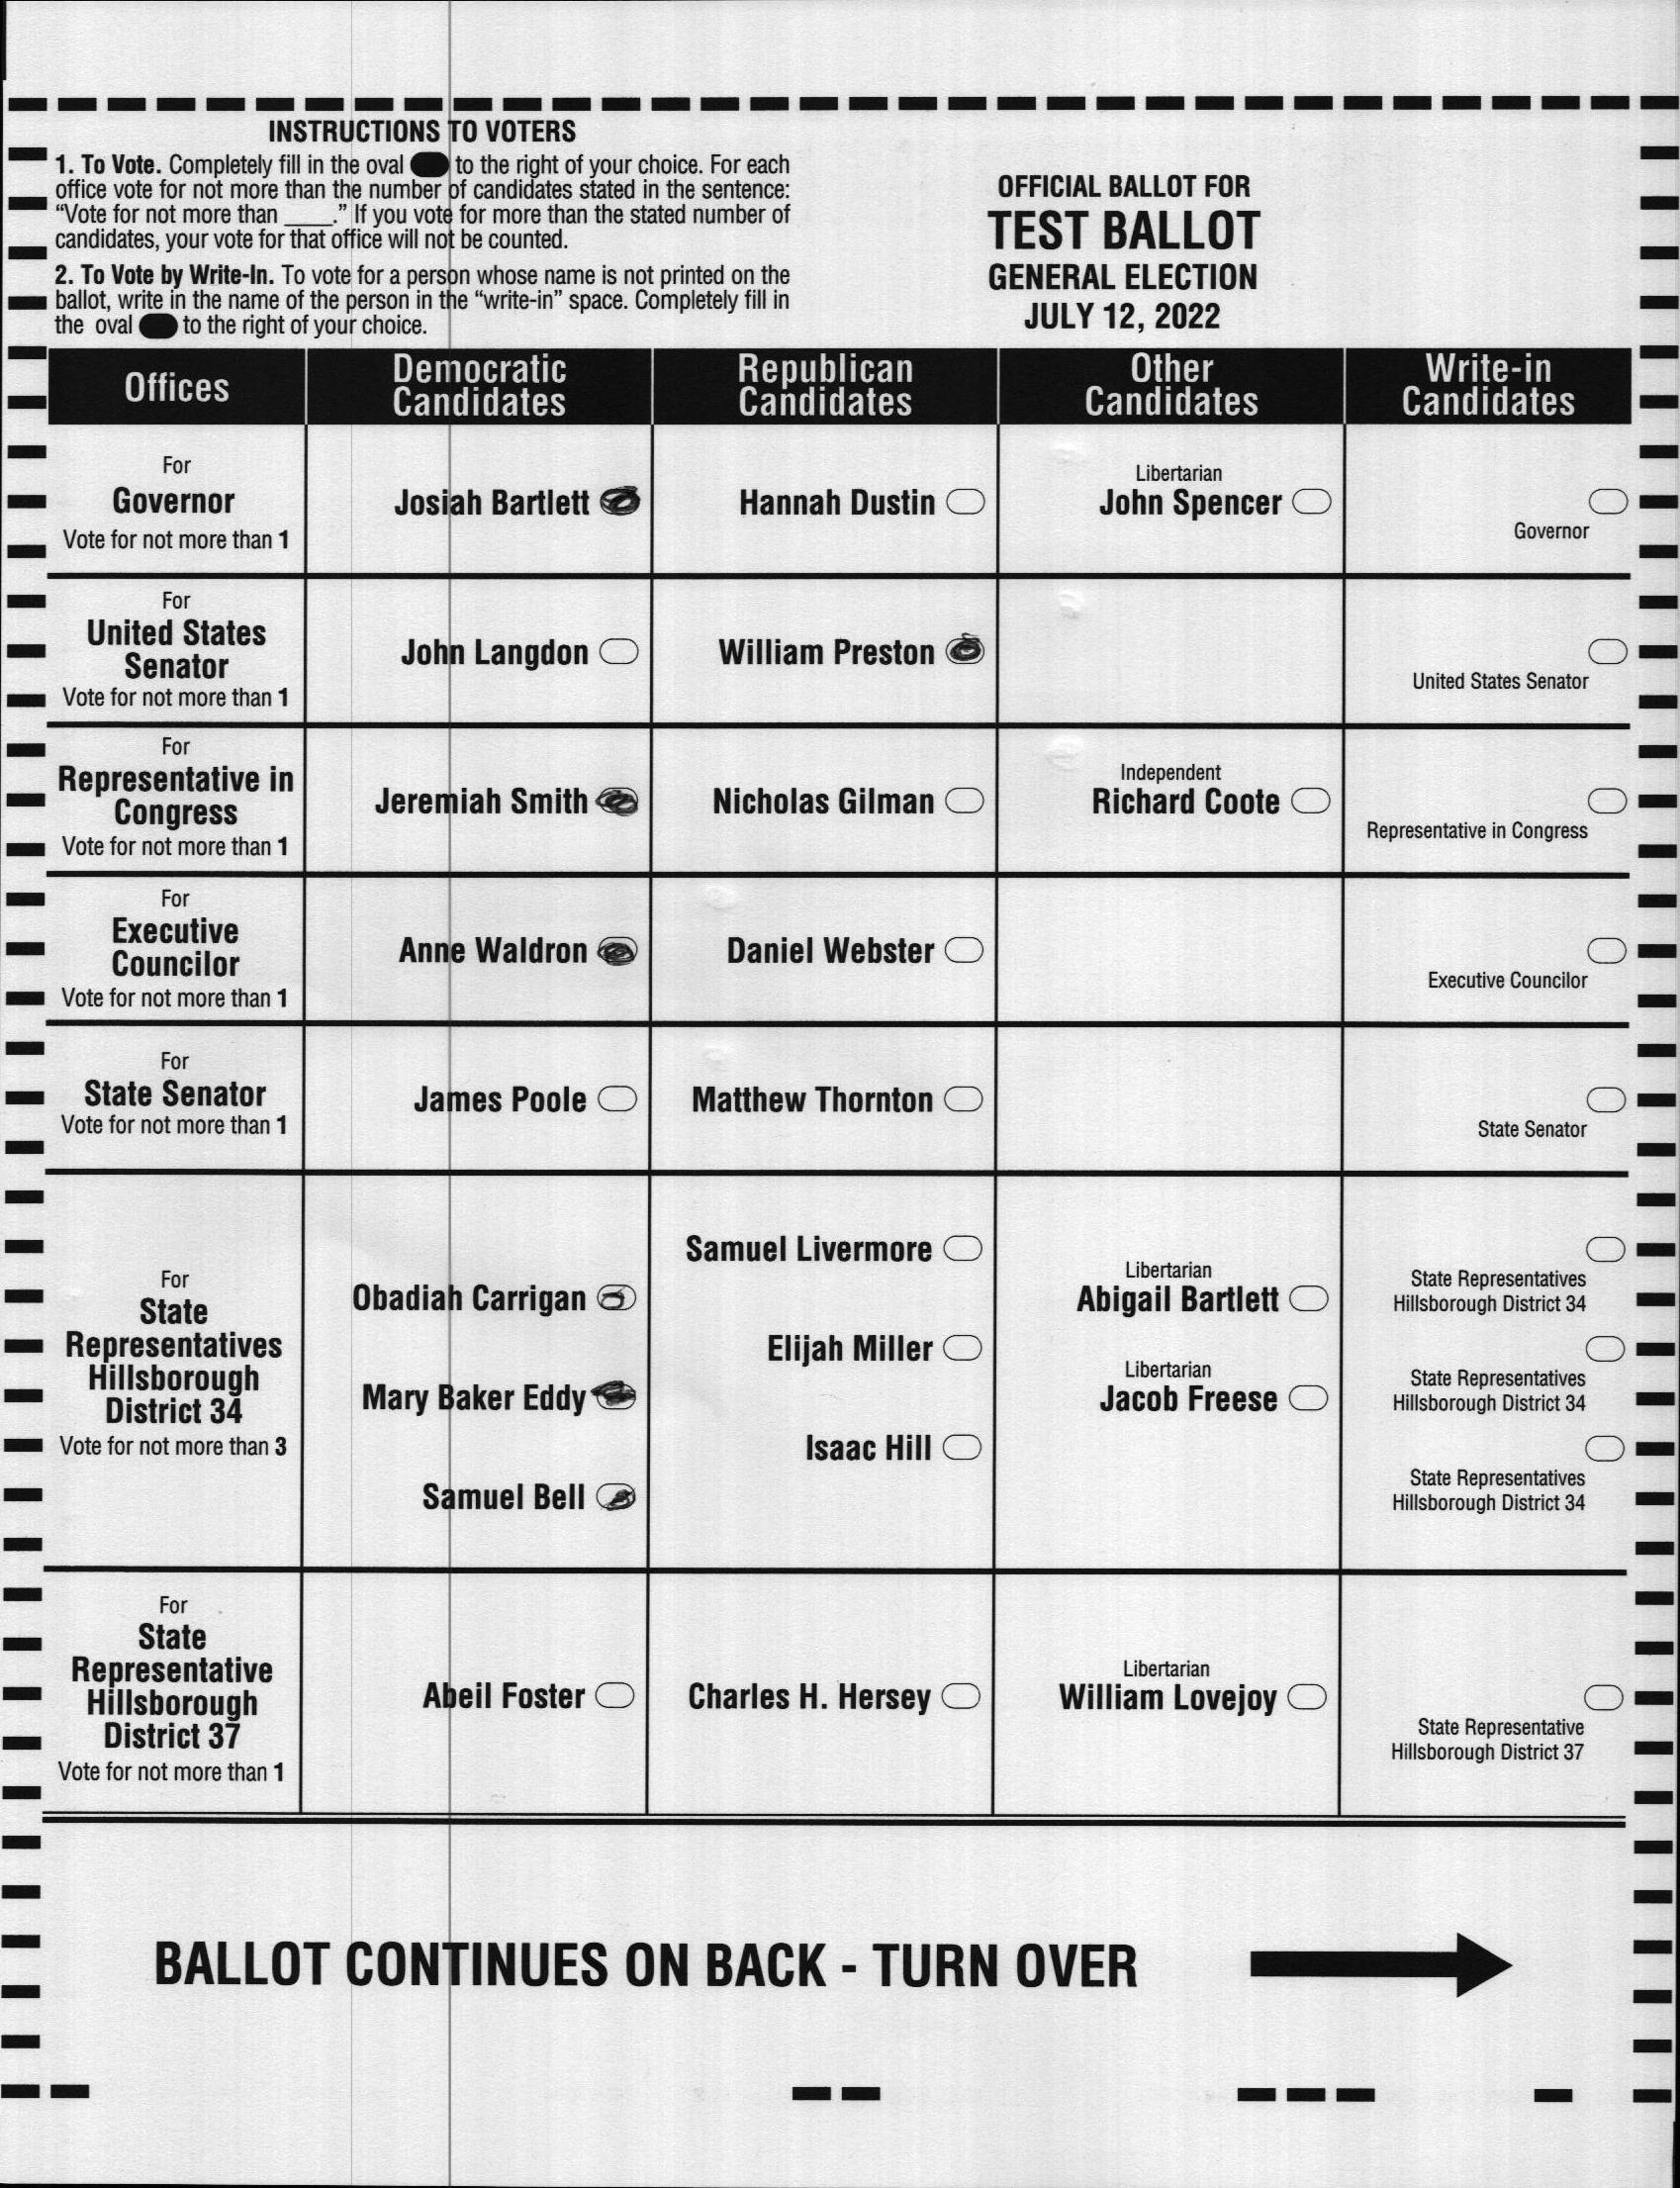 INSTRUCTIONS TO VOTERS
1. To Vote. Completely fill in the oval to the right of your choice. For each
office vote for not more than the number of candidates stated in the sentence:
“Vote for not more than ____.” If you vote for more than the stated number of
candidates, your vote for that office will not be counted.
2. To Vote by Write-In. To vote for a person whose name is not printed on the
ballot, write in the name of the person in the “write-in” space. Completely fill in
the oval to the right of your choice.
OFFICIAL BALLOT FOR
TEST BALLOT
GENERAL ELECTION
JULY 12, 2022
Offices
Democratic
Candidates
Republican
Candidates
Other
Candidates
Write-in
Candidates
For
Governor
Vote for not more than 1
Josiah Bartlett
Hannah Dustin
Libertarian
John Spencer
Governor
For
United States
Senator
Vote for not more than 1
John Langdon
William Preston
United States Senator
For
Representative in
Congress
Vote for not more than 1
Jeremiah Smith
Nicholas Gilman
Independent
Richard Coote
Representative in Congress
For
Executive
Councilor
Vote for not more than 1
Anne Waldron
Daniel Webster
Executive Councilor
For
State Senator
Vote for not more than 1
James Poole
Matthew Thornton
State Senator
For
State
Representatives
Hillsborough
District 34
Vote for not more than 3
Obadiah Carrigan
Mary Baker Eddy
Samuel Bell
Samuel Livermore
Elijah Miller
Isaac Hill
Libertarian
Abigail Bartlett
Libertarian
Jacob Freese
State Representatives
Hillsborough District 34
State Representatives
Hillsborough District 34
State Representatives
Hillsborough District 34
For
State
Representative
Hillsborough
District 37
Vote for not more than 1
Abeil Foster
Charles H. Hersey
Libertarian
William Lovejoy
State Representative
Hillsborough District 37
BALLOT CONTINUES ON BACK - TURN OVER